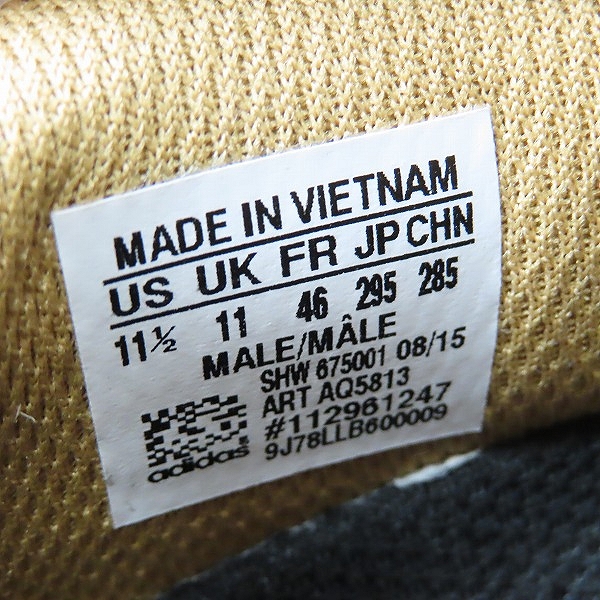 MADE IN VIETNAM
US UK FR JP CHN
11½ 11 46 295 285
MALE/MÂLE
SHW 675001 08/15
ART AQ5813
#112961247
9J78LLB600009
adidas